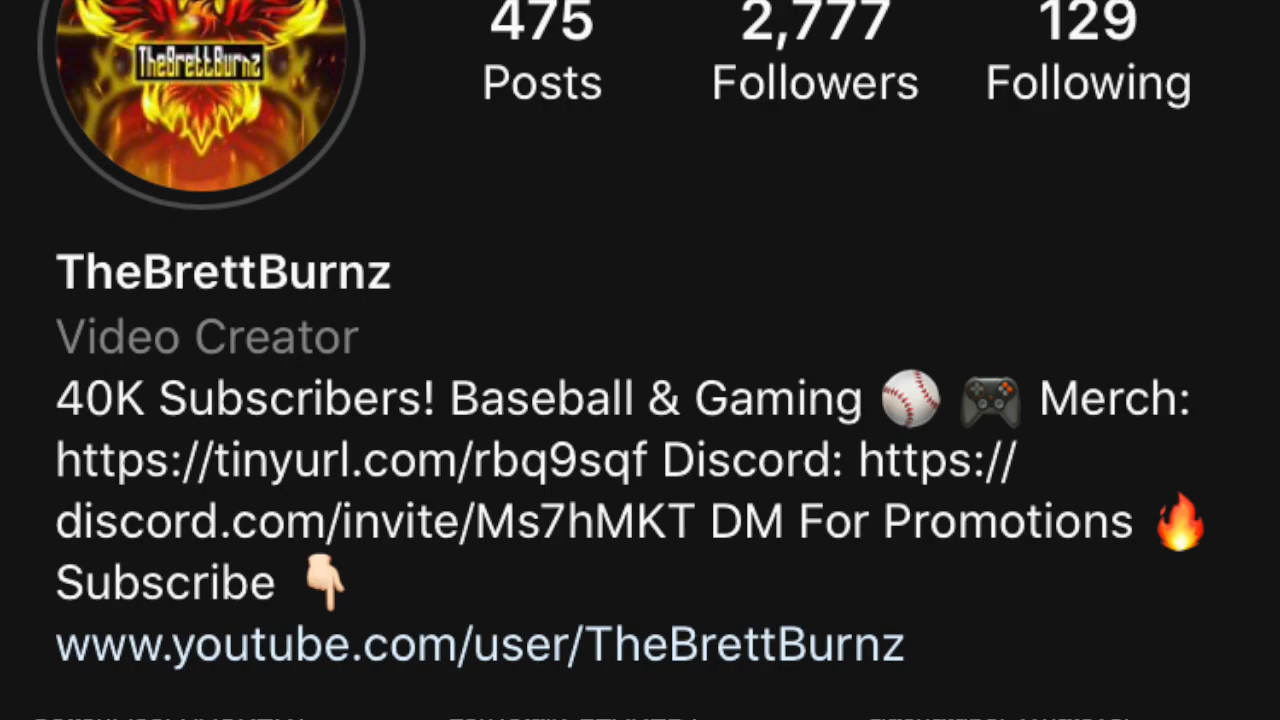 475 2,777 129
TheBrettBurnz
Posts Followers Following
TheBrettBurnz
Video Creator
40K Subscribers! Baseball & Gaming ⚾ 🎮 Merch:
https://tinyurl.com/rbq9sqf Discord: https://
discord.com/invite/Ms7hMKT DM For Promotions 🔥
Subscribe 👇🏻
www.youtube.com/user/TheBrettBurnz